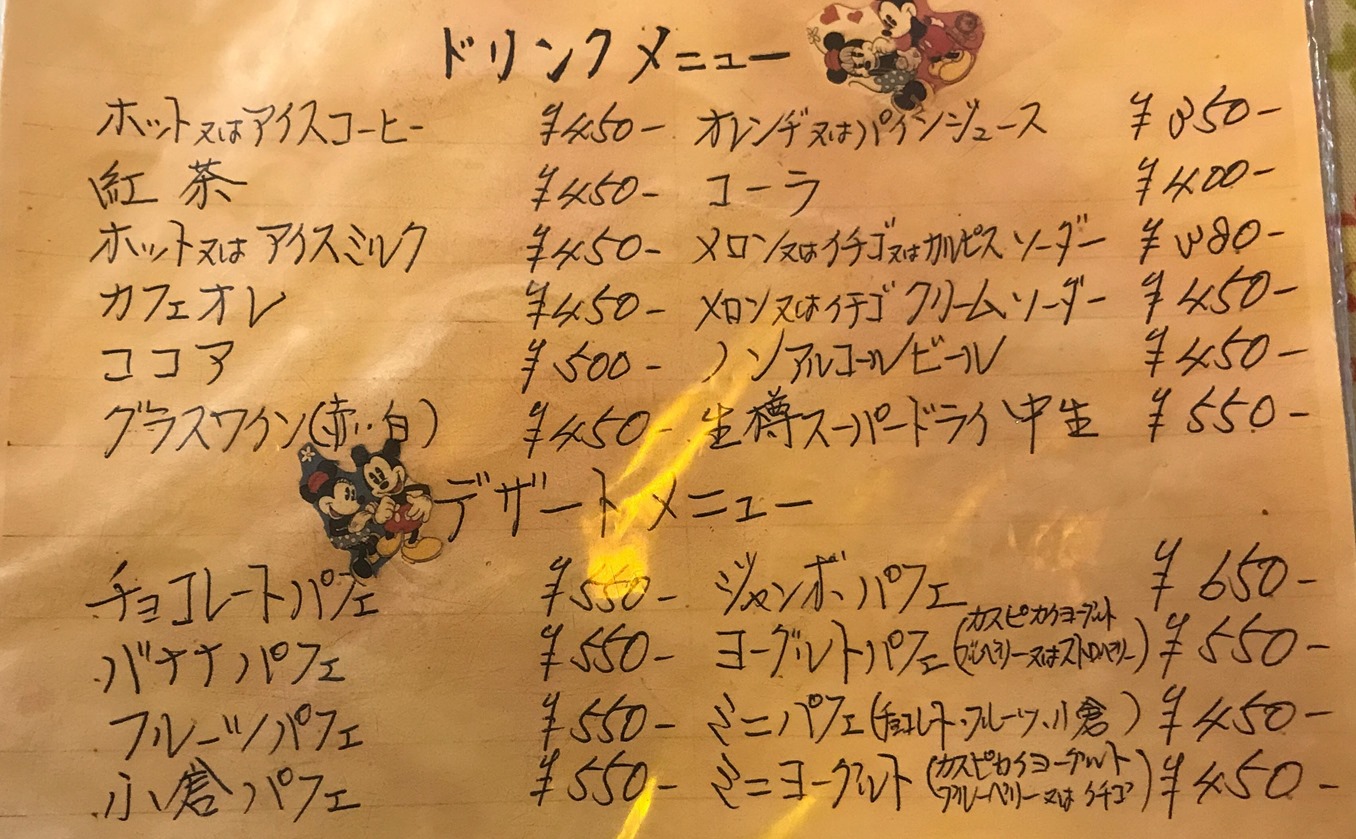 ドリンクメニュー
ホット又はアイスコーヒー ¥450-
紅茶 ¥450-
ホット又はアイスミルク ¥450-
カフェオレ ¥450-
ココア ¥500-
グラスワイン(赤・白) ¥450-
オレンヂ又はパインジュース ¥350-
コーラ ¥400-
メロン又はイチゴ又はカルピスソーダー ¥380-
メロン又はイチゴクリームソーダー ¥450-
ノンアルコールビール ¥450-
生樽スーパードライ中生 ¥550-
デザートメニュー
チョコレートパフェ ¥550-
バナナパフェ ¥550-
フルーツパフェ ¥550-
小倉パフェ ¥550-
ジャンボパフェ ¥650-
ヨーグルトパフェ(カスピカイヨーグルト ブルーベリー又はストロベリー) ¥550-
ミニパフェ(チョコレート・フルーツ・小倉) ¥450-
ミニヨーグルト(カスピカイヨーグルト ブルーベリー又はイチゴ) ¥450-